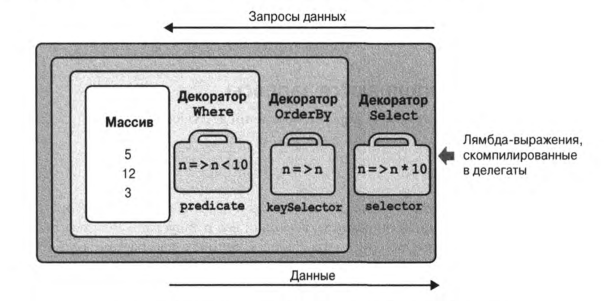 Запросы данных
Декоратор
Where
Декоратор
OrderBy
Декоратор
Select
Массив
5
12
3
n=>n<10
n=>n
n=>n*10
predicate
keySelector
selector
Лямбда-выражения,
скомпилированные
в делегаты
Данные